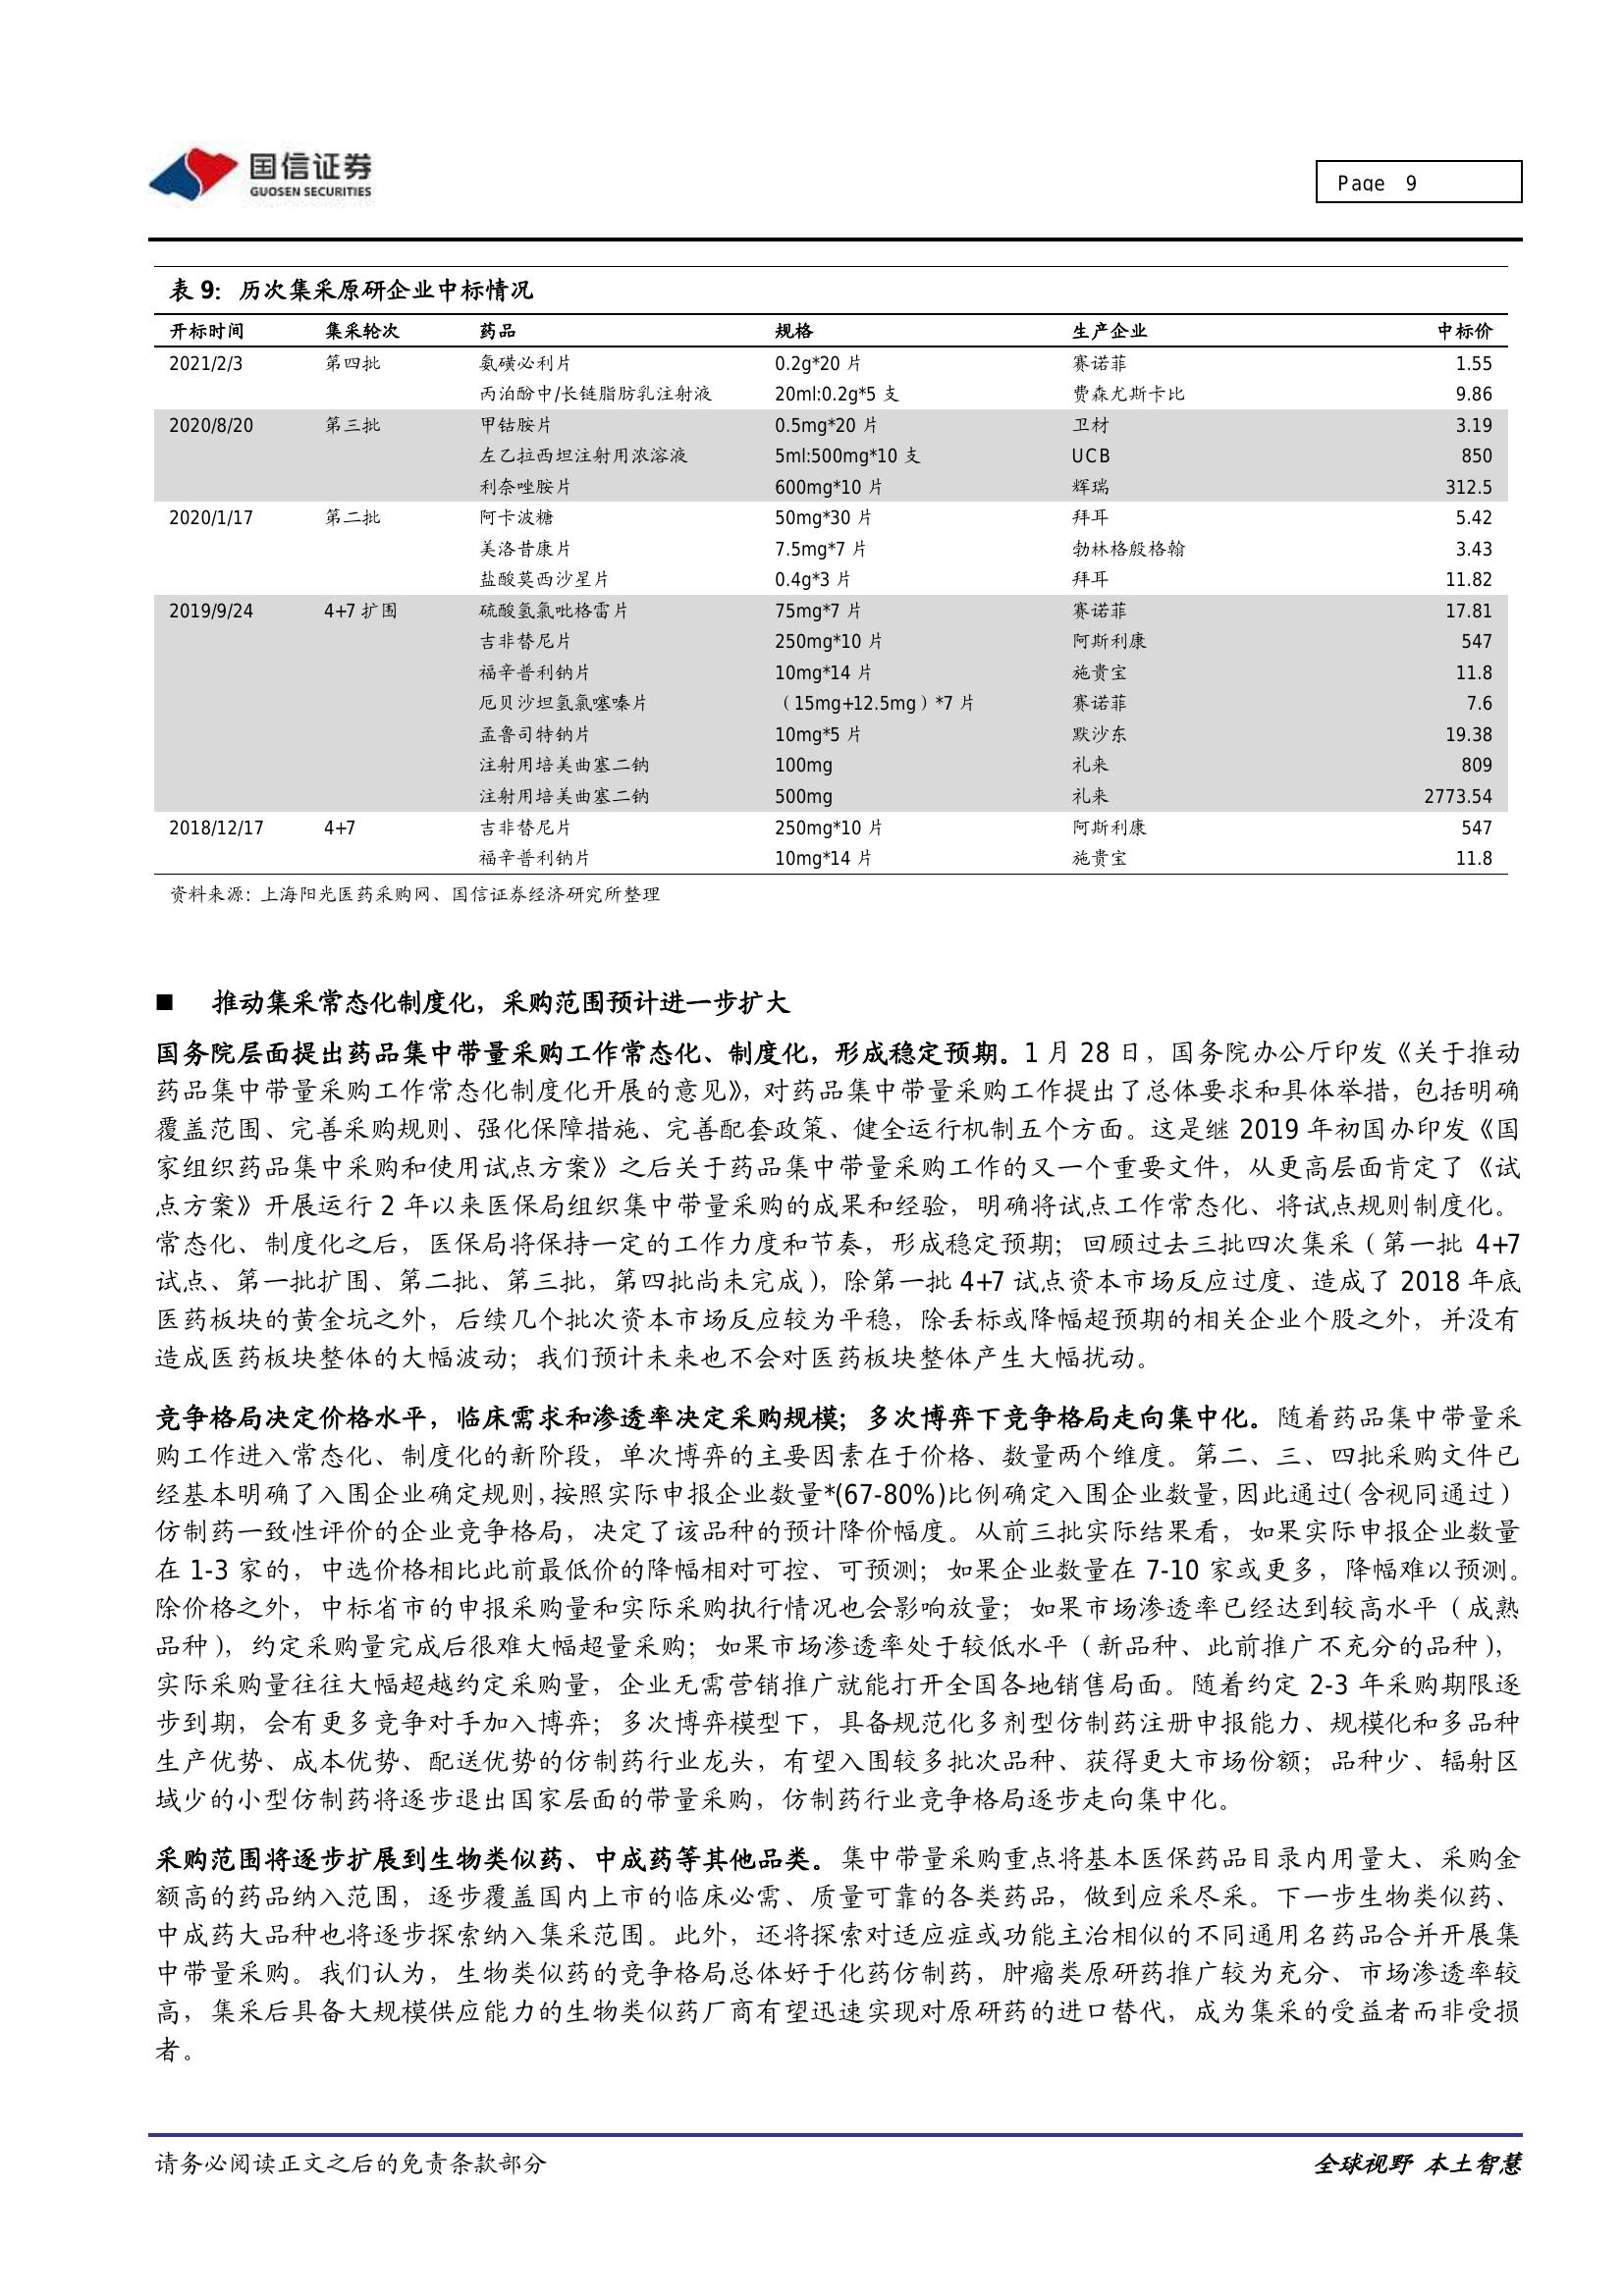 国信证券
GUOSEN SECURITIES
Page 9
表 9：历次集采原研企业中标情况
开标时间 集采轮次 药品 规格 生产企业 中标价
2021/2/3 第四批 氨磺必利片 0.2g*20 片 赛诺菲 1.55
丙泊酚中/长链脂肪乳注射液 20ml:0.2g*5 支 费森尤斯卡比 9.86
2020/8/20 第三批 甲钴胺片 0.5mg*20 片 卫材 3.19
左乙拉西坦注射用浓溶液 5ml:500mg*10 支 UCB 850
利奈唑胺片 600mg*10 片 辉瑞 312.5
2020/1/17 第二批 阿卡波糖 50mg*30 片 拜耳 5.42
美洛昔康片 7.5mg*7 片 勃林格殷格翰 3.43
盐酸莫西沙星片 0.4g*3 片 拜耳 11.82
2019/9/24 4+7 扩围 硫酸氢氯吡格雷片 75mg*7 片 赛诺菲 17.81
吉非替尼片 250mg*10 片 阿斯利康 547
福辛普利钠片 10mg*14 片 施贵宝 11.8
厄贝沙坦氢氯噻嗪片 （15mg+12.5mg）*7 片 赛诺菲 7.6
孟鲁司特钠片 10mg*5 片 默沙东 19.38
注射用培美曲塞二钠 100mg 礼来 809
注射用培美曲塞二钠 500mg 礼来 2773.54
2018/12/17 4+7 吉非替尼片 250mg*10 片 阿斯利康 547
福辛普利钠片 10mg*14 片 施贵宝 11.8
资料来源：上海阳光医药采购网、国信证券经济研究所整理
■ 推动集采常态化制度化，采购范围预计进一步扩大
国务院层面提出药品集中带量采购工作常态化、制度化，形成稳定预期。1 月 28 日，国务院办公厅印发《关于推动
药品集中带量采购工作常态化制度化开展的意见》，对药品集中带量采购工作提出了总体要求和具体举措，包括明确
覆盖范围、完善采购规则、强化保障措施、完善配套政策、健全运行机制五个方面。这是继 2019 年初国办印发《国
家组织药品集中采购和使用试点方案》之后关于药品集中带量采购工作的又一个重要文件，从更高层面肯定了《试
点方案》开展运行 2 年以来医保局组织集中带量采购的成果和经验，明确将试点工作常态化、将试点规则制度化。
常态化、制度化之后，医保局将保持一定的工作力度和节奏，形成稳定预期；回顾过去三批四次集采（第一批 4+7
试点、第一批扩围、第二批、第三批，第四批尚未完成），除第一批 4+7 试点资本市场反应过度、造成了 2018 年底
医药板块的黄金坑之外，后续几个批次资本市场反应较为平稳，除丢标或降幅超预期的相关企业个股之外，并没有
造成医药板块整体的大幅波动；我们预计未来也不会对医药板块整体产生大幅扰动。
竞争格局决定价格水平，临床需求和渗透率决定采购规模；多次博弈下竞争格局走向集中化。随着药品集中带量采
购工作进入常态化、制度化的新阶段，单次博弈的主要因素在于价格、数量两个维度。第二、三、四批采购文件已
经基本明确了入围企业确定规则，按照实际申报企业数量*(67-80%)比例确定入围企业数量，因此通过（含视同通过）
仿制药一致性评价的企业竞争格局，决定了该品种的预计降价幅度。从前三批实际结果看，如果实际申报企业数量
在 1-3 家的，中选价格相比此前最低价的降幅相对可控、可预测；如果企业数量在 7-10 家或更多，降幅难以预测。
除价格之外，中标省市的申报采购量和实际采购执行情况也会影响放量；如果市场渗透率已经达到较高水平（成熟
品种），约定采购量完成后很难大幅超量采购；如果市场渗透率处于较低水平（新品种、此前推广不充分的品种），
实际采购量往往大幅超越约定采购量，企业无需营销推广就能打开全国各地销售局面。随着约定 2-3 年采购期限逐
步到期，会有更多竞争对手加入博弈；多次博弈模型下，具备规范化多剂型仿制药注册申报能力、规模化和多品种
生产优势、成本优势、配送优势的仿制药行业龙头，有望入围较多批次品种、获得更大市场份额；品种少、辐射区
域少的小型仿制药将逐步退出国家层面的带量采购，仿制药行业竞争格局逐步走向集中化。
采购范围将逐步扩展到生物类似药、中成药等其他品类。集中带量采购重点将基本医保药品目录内用量大、采购金
额高的药品纳入范围，逐步覆盖国内上市的临床必需、质量可靠的各类药品，做到应采尽采。下一步生物类似药、
中成药大品种也将逐步探索纳入集采范围。此外，还将探索对适应症或功能主治相似的不同通用名药品合并开展集
中带量采购。我们认为，生物类似药的竞争格局总体好于化药仿制药，肿瘤类原研药推广较为充分、市场渗透率较
高，集采后具备大规模供应能力的生物类似药厂商有望迅速实现对原研药的进口替代，成为集采的受益者而非受损
者。
请务必阅读正文之后的免责条款部分
全球视野 本土智慧